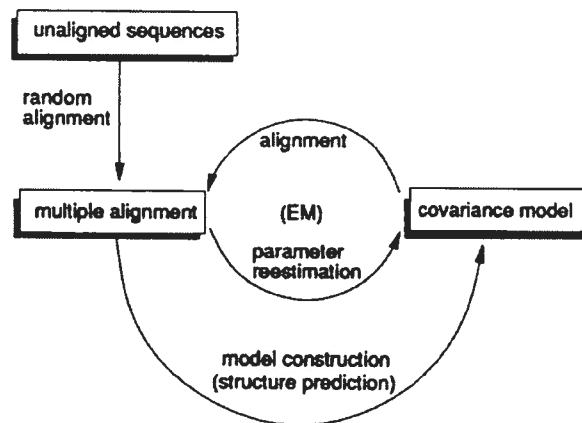 unaligned sequences
random
alignment
alignment
multiple alignment
(EM)
covariance model
parameter
reestimation
model construction
(structure prediction)